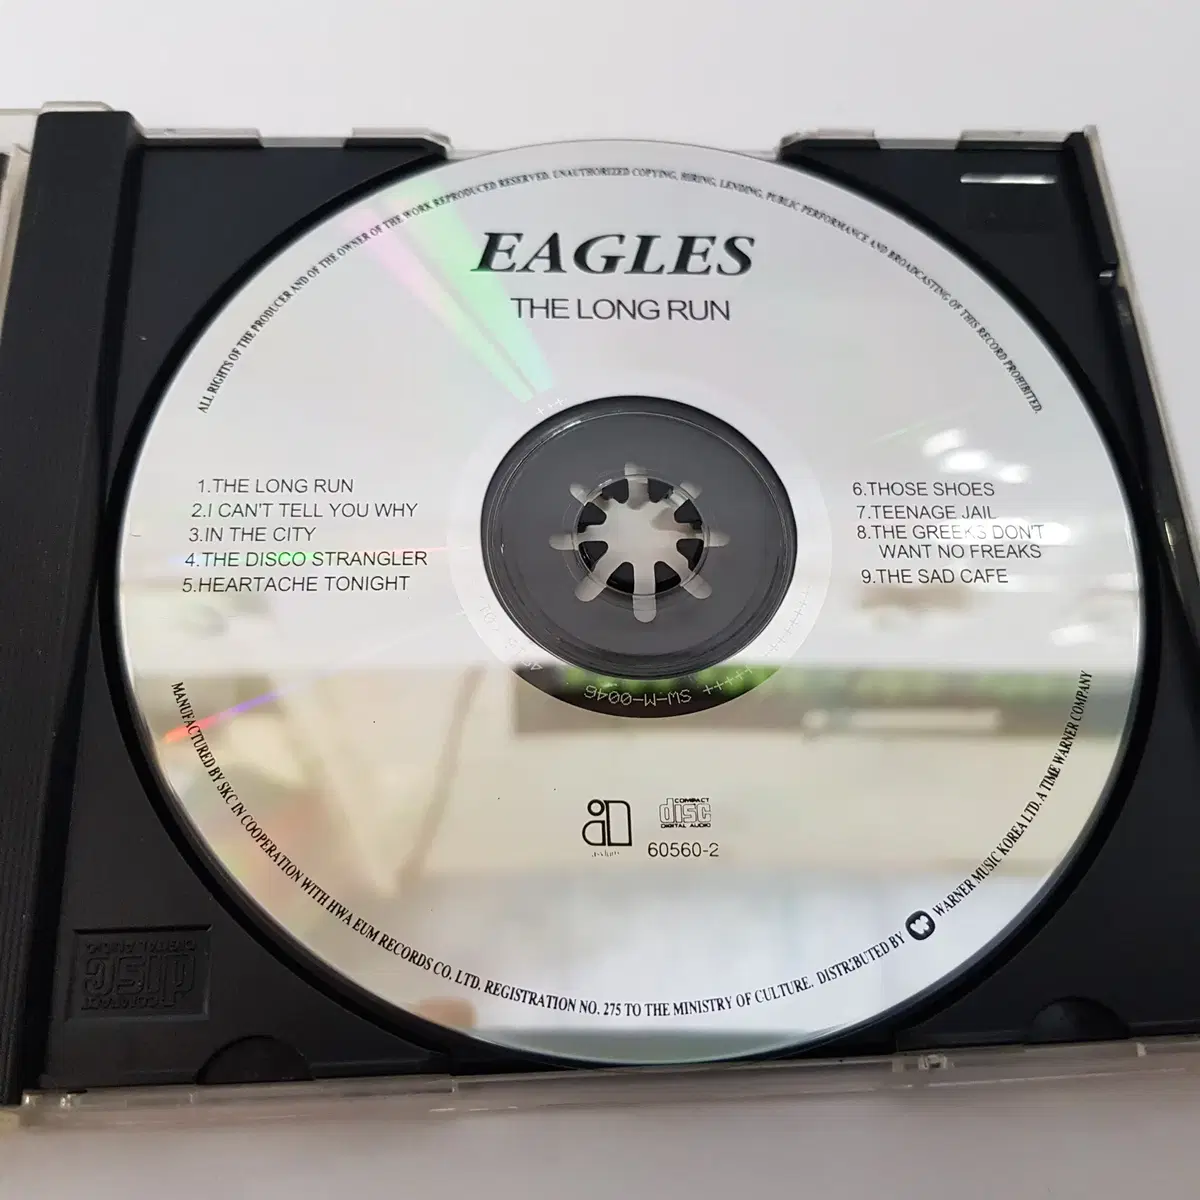 ALL RIGHTS OF THE PRODUCER AND OF THE OWNER OF THE WORK REPRODUCED RESERVED. UNAUTHORIZED COPYING, HIRING, LENDING, PUBLIC PERFORMANCE AND BROADCASTING OF THIS RECORD PROHIBITED.
EAGLES
THE LONG RUN
1.THE LONG RUN
2.I CAN'T TELL YOU WHY
3.IN THE CITY
4.THE DISCO STRANGLER
5.HEARTACHE TONIGHT
6.THOSE SHOES
7.TEENAGE JAIL
8.THE GREEKS DON'T
WANT NO FREAKS
9.THE SAD CAFE
SW-M-0046
asylum
COMPACT
disc
DIGITAL AUDIO
60560-2
MANUFACTURED BY SKC IN COOPERATION WITH HWA EUM RECORDS CO. LTD. REGISTRATION NO. 275 TO THE MINISTRY OF CULTURE. DISTRIBUTED BY WARNER MUSIC KOREA LTD. A TIME WARNER COMPANY
COMPACT
disc
DIGITAL AUDIO